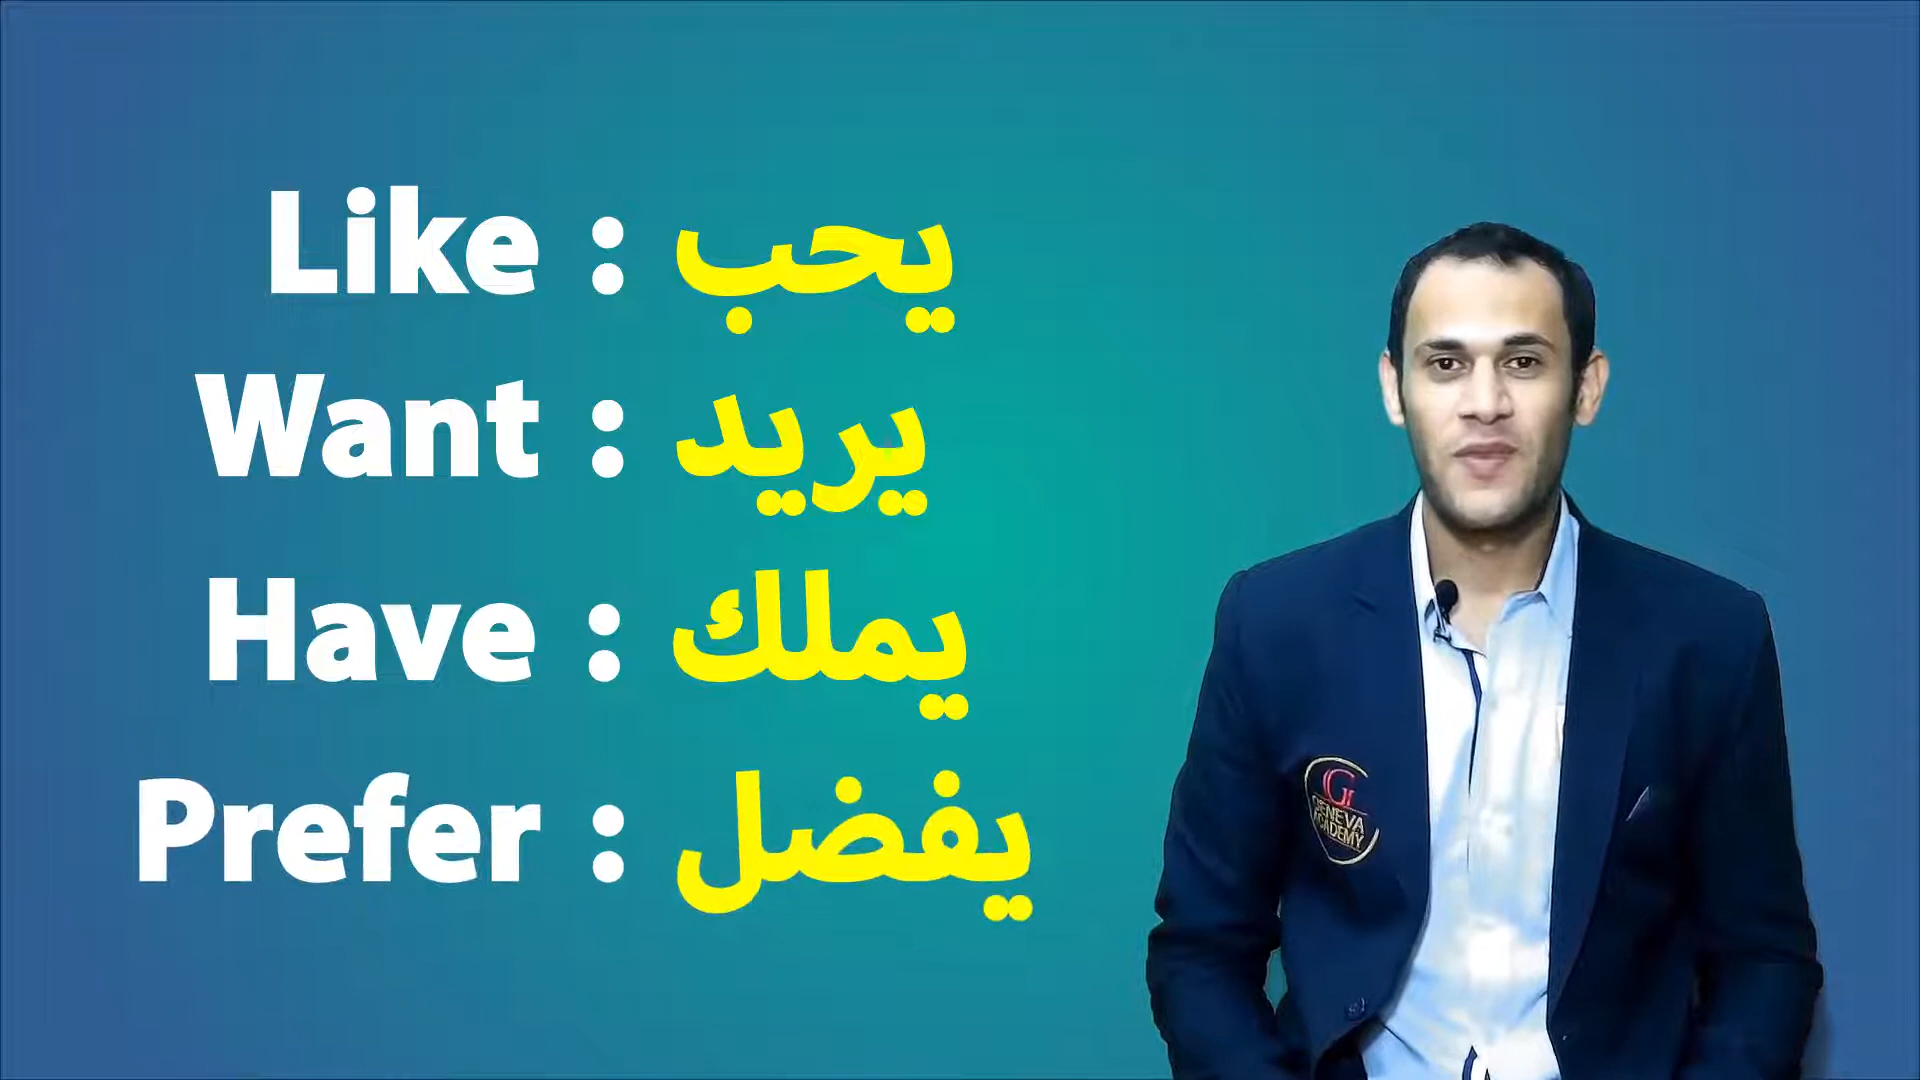 Like : يحب
Want : يريد
Have : يملك
Prefer : يفضل
G
GENEVA
ACADEMY